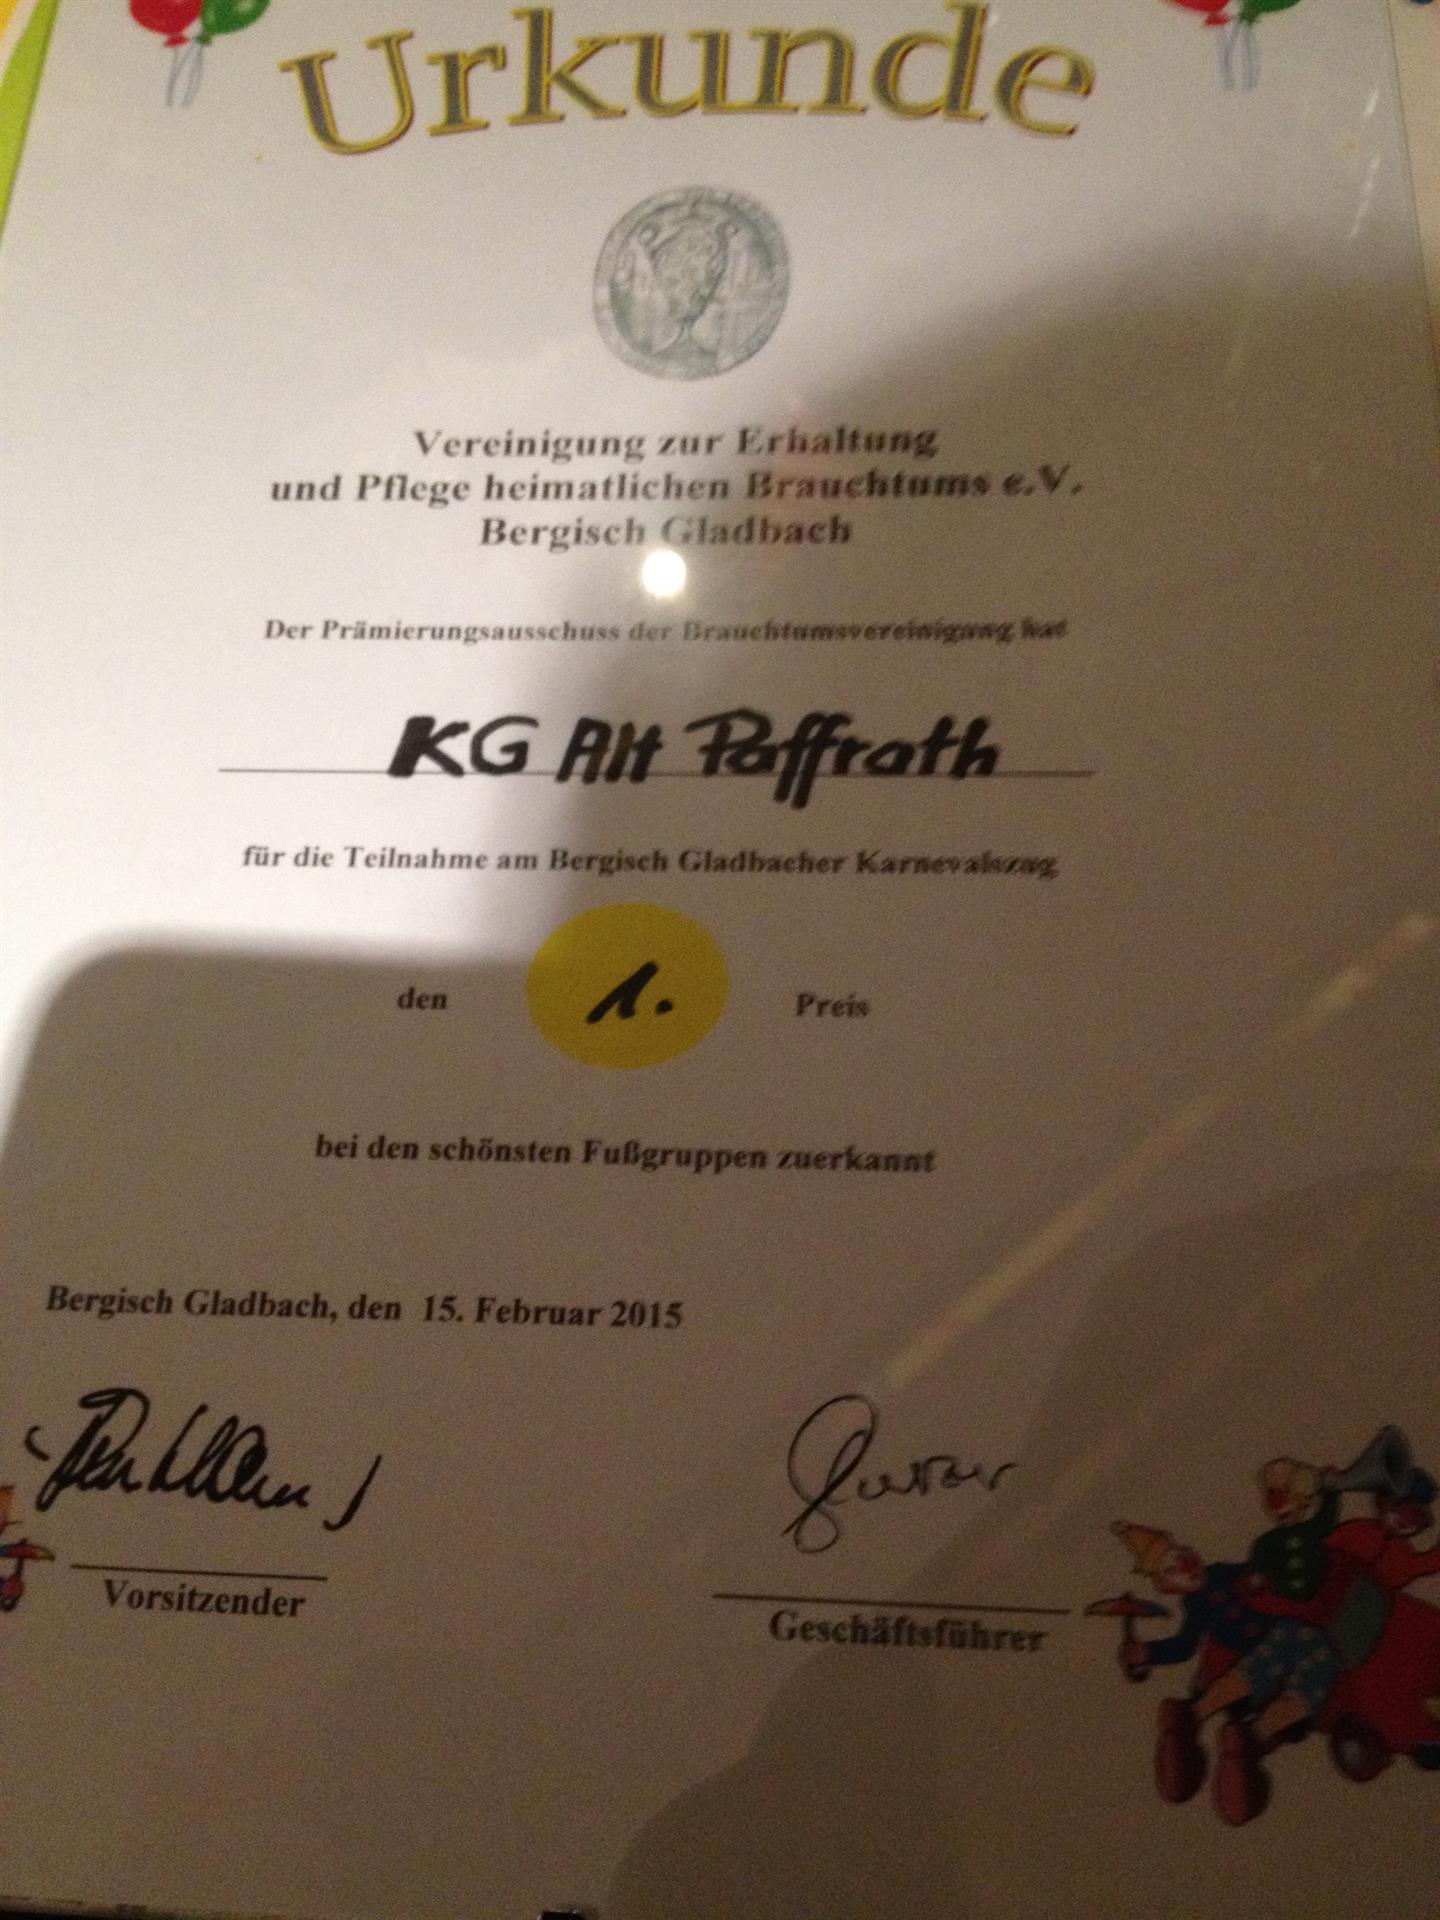 Urkunde
Vereinigung zur Erhaltung
und Pflege heimatlichen Brauchtums e.V.
Bergisch Gladbach
Der Prämierungsausschuss der Brauchtumsvereinigung hat
KG Alt Paffrath
für die Teilnahme am Bergisch Gladbacher Karnevalszug
den 1. Preis
bei den schönsten Fußgruppen zuerkannt
Bergisch Gladbach, den 15. Februar 2015
Vorsitzender
Geschäftsführer